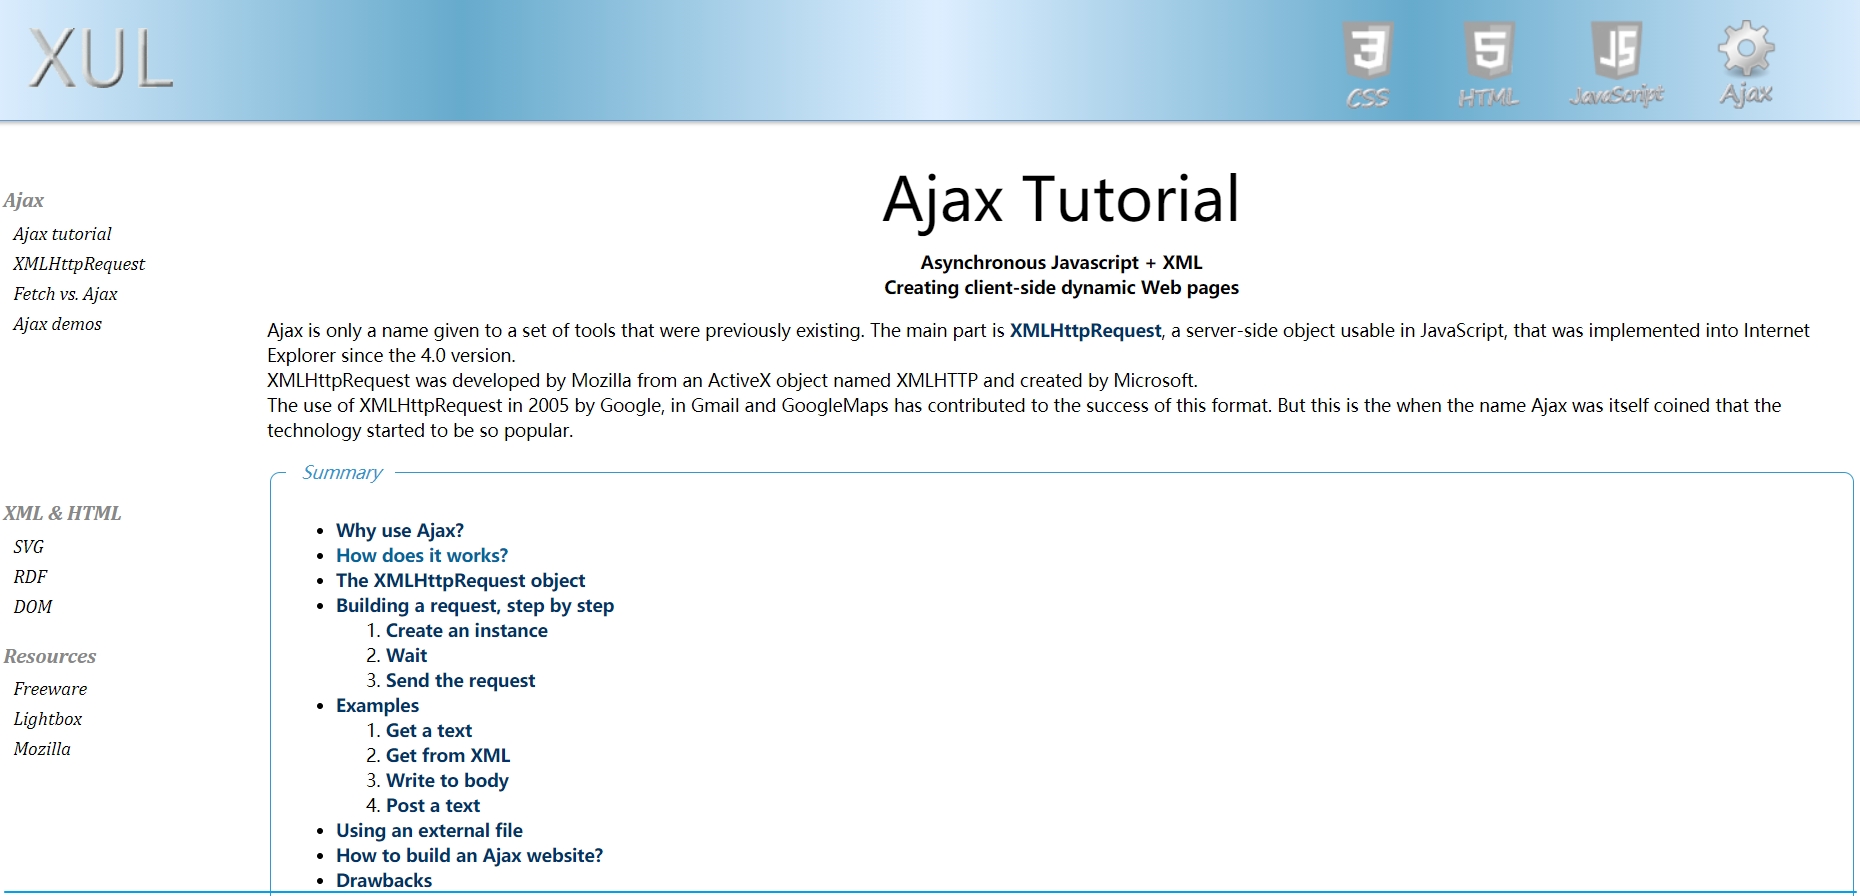 XUL
CSS
HTML
JavaScript
Ajax
Ajax
Ajax tutorial
XMLHttpRequest
Fetch vs. Ajax
Ajax demos
XML & HTML
SVG
RDF
DOM
Resources
Freeware
Lightbox
Mozilla
Ajax Tutorial
Asynchronous Javascript + XML
Creating client-side dynamic Web pages
Ajax is only a name given to a set of tools that were previously existing. The main part is XMLHttpRequest, a server-side object usable in JavaScript, that was implemented into Internet
Explorer since the 4.0 version.
XMLHttpRequest was developed by Mozilla from an ActiveX object named XMLHTTP and created by Microsoft.
The use of XMLHttpRequest in 2005 by Google, in Gmail and GoogleMaps has contributed to the success of this format. But this is the when the name Ajax was itself coined that the
technology started to be so popular.
Summary
• Why use Ajax?
• How does it works?
• The XMLHttpRequest object
• Building a request, step by step
1. Create an instance
2. Wait
3. Send the request
• Examples
1. Get a text
2. Get from XML
3. Write to body
4. Post a text
• Using an external file
• How to build an Ajax website?
• Drawbacks